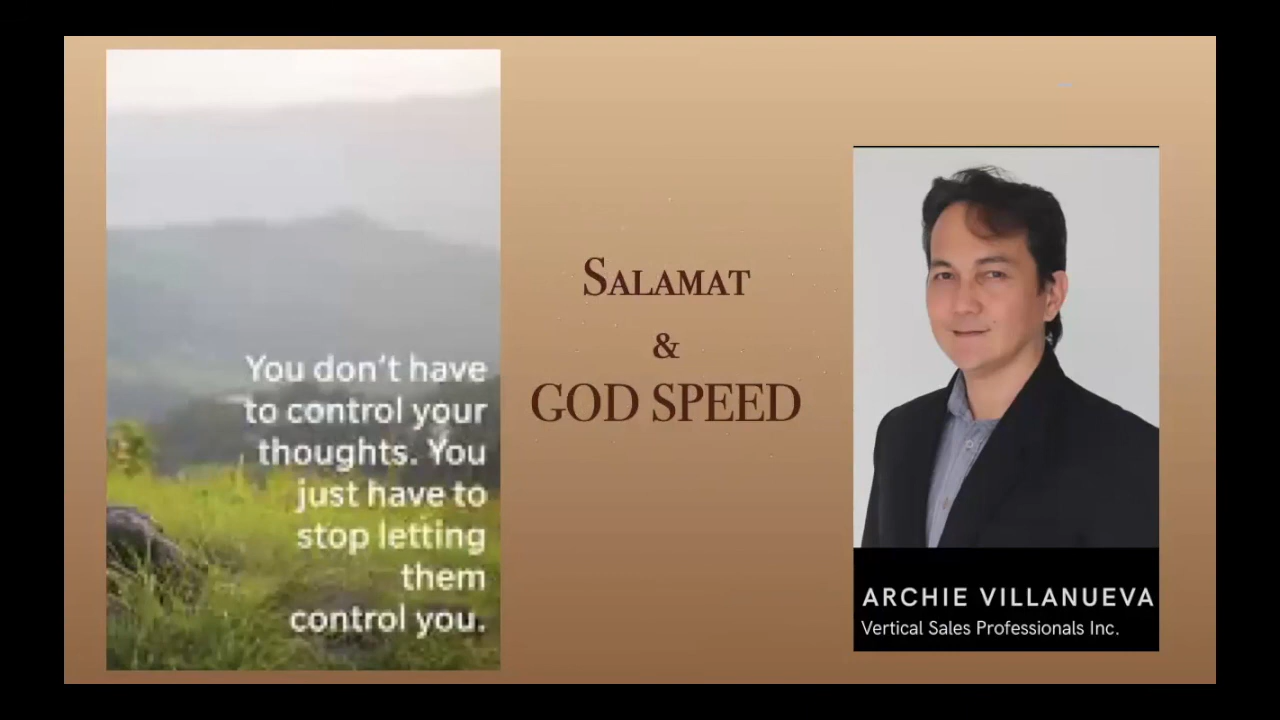 You don't have
to control your
thoughts. You
just have to
stop letting
them
control you.
SALAMAT
&
GOD SPEED
ARCHIE VILLANUEVA
Vertical Sales Professionals Inc.